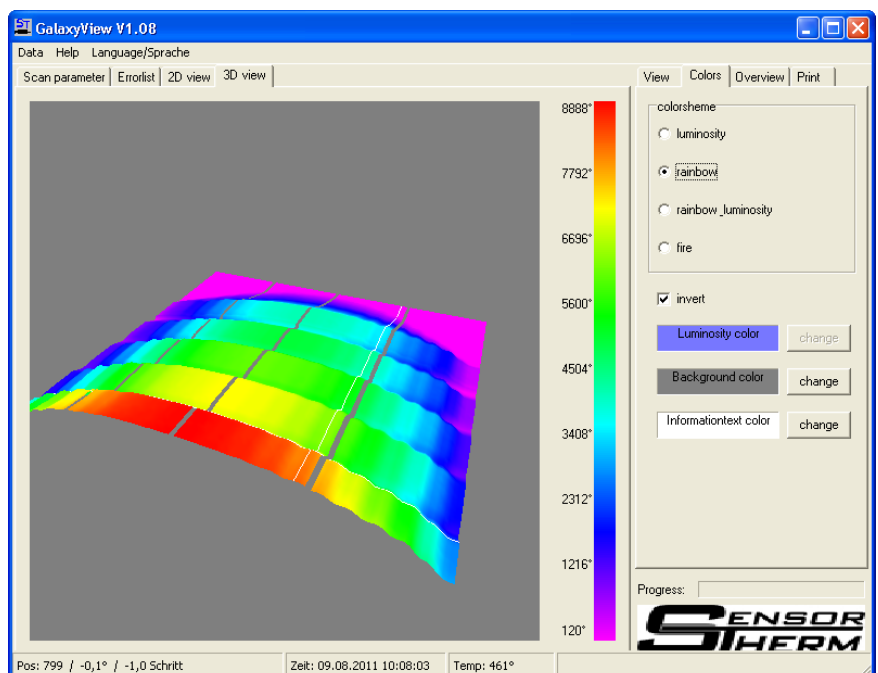 ST GalaxyView V1.08
Data Help Language/Sprache
Scan parameter Errorlist 2D view 3D view
View Colors Overview Print
8888°
7792°
6696°
5600°
4504°
3408°
2312°
1216°
120°
colorsheme
luminosity
rainbow
rainbow_luminosity
fire
invert
Luminosity color change
Background color change
Informationtext color change
Progress:
SENSOR
THERM
Pos: 799 / -0,1° / -1,0 Schritt Zeit: 09.08.2011 10:08:03 Temp: 461°